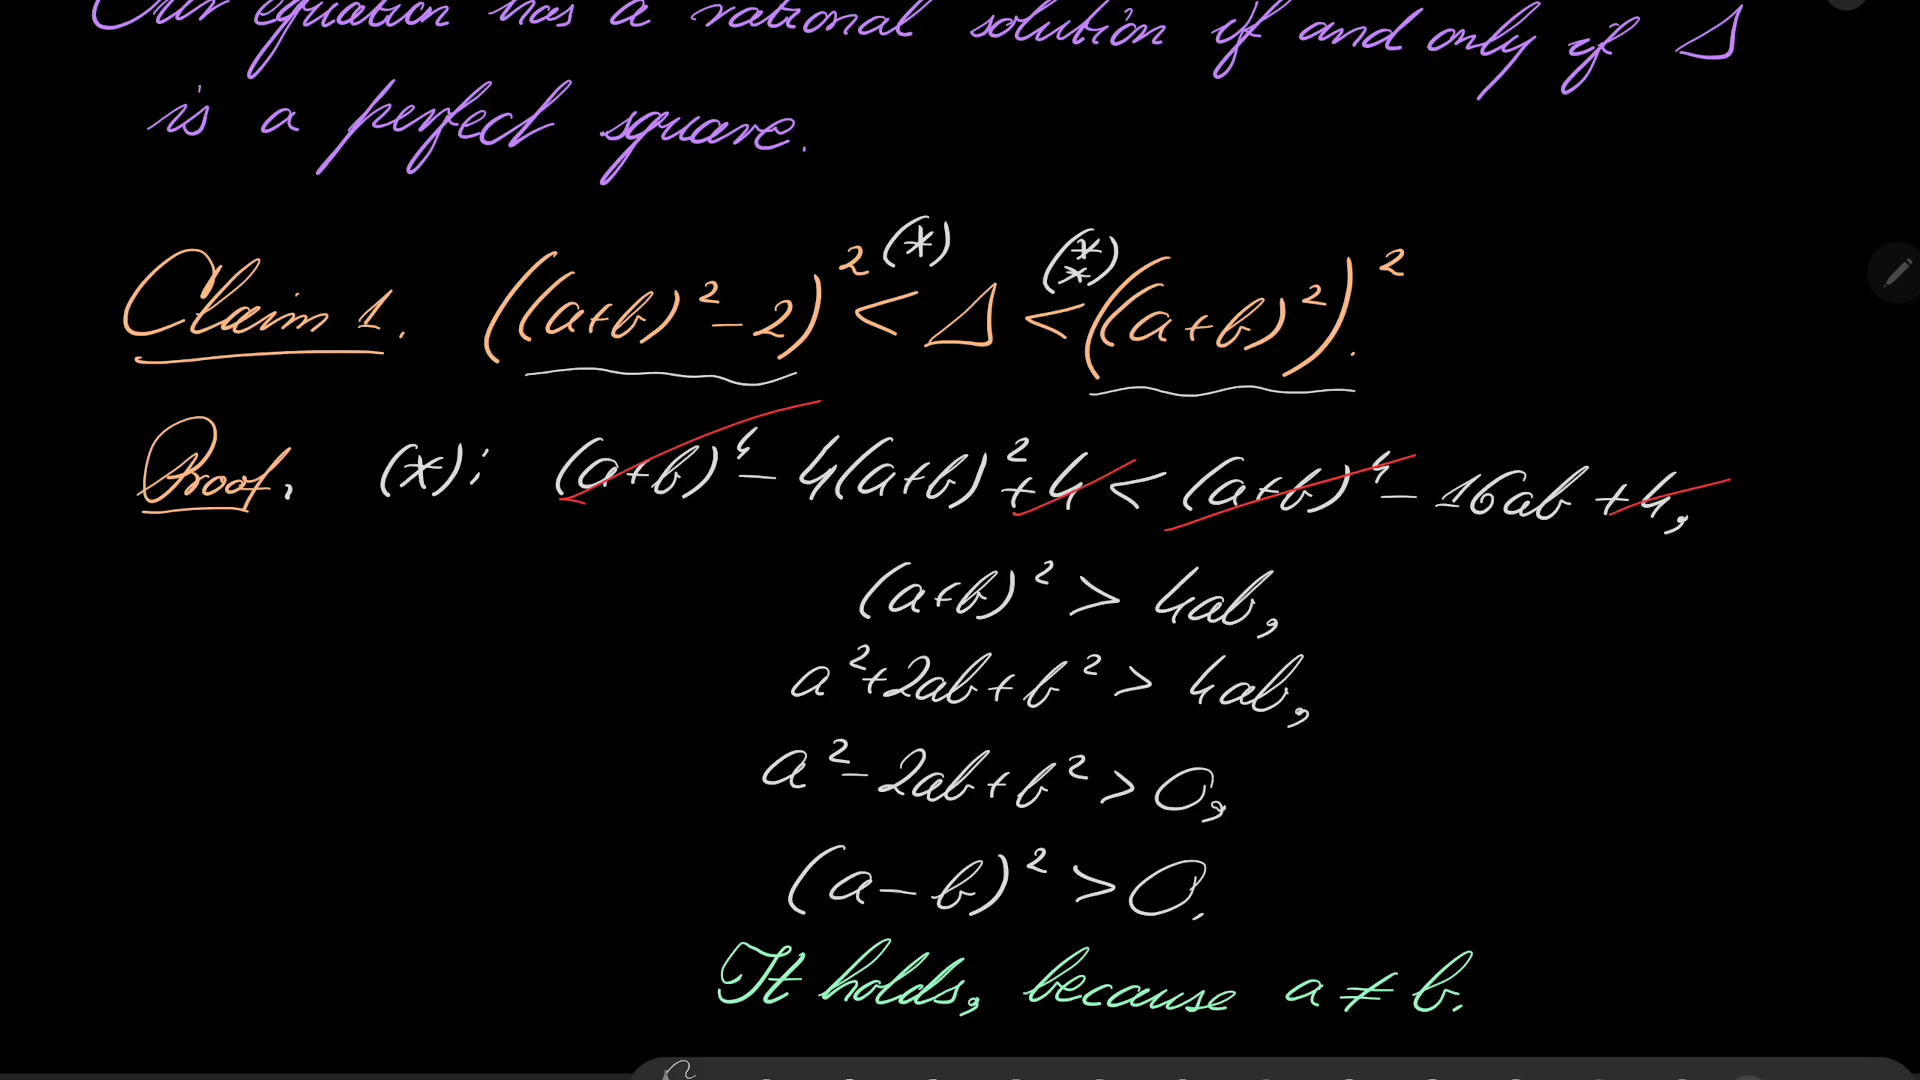 Our equation has a rational solution if and only if Δ
is a perfect square.
Claim 1. ((a+b)²-2)² (*) < Δ (**) < ((a+b)²)².
Proof. (*): (a+b)⁴ - 4(a+b)² + 4 < (a+b)⁴ - 16ab + 4,
(a+b)² > 4ab,
a²+2ab+b² > 4ab,
a²-2ab+b² > 0,
(a-b)² > 0.
It holds, because a ≠ b.